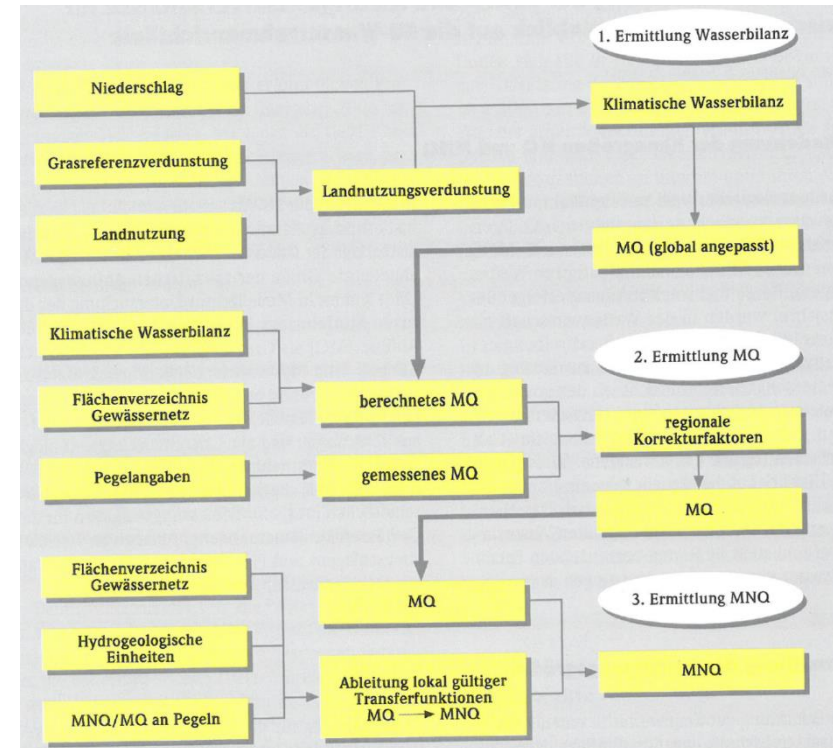 1. Ermittlung Wasserbilanz
Niederschlag
Klimatische Wasserbilanz
Grasreferenzverdunstung
Landnutzungsverdunstung
Landnutzung
MQ (global angepasst)
Klimatische Wasserbilanz
2. Ermittlung MQ
Flächenverzeichnis
Gewässernetz
berechnetes MQ
regionale
Korrekturfaktoren
Pegelangaben
gemessenes MQ
MQ
Flächenverzeichnis
Gewässernetz
MQ
3. Ermittlung MNQ
Hydrogeologische
Einheiten
Ableitung lokal gültiger
Transferfunktionen
MQ → MNQ
MNQ
MNQ/MQ an Pegeln